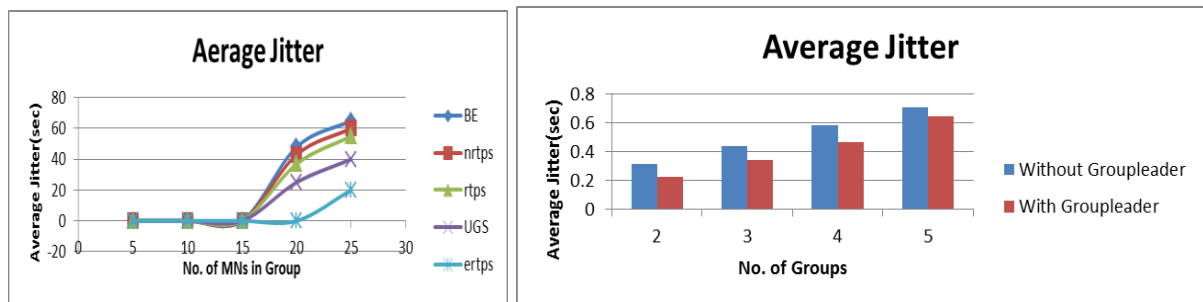 Aerage Jitter
Average Jitter(sec)
80
60
40
20
0
-20
0 5 10 15 20 25 30
No. of MNs in Group
BE
nrtps
rtps
UGS
ertps
Average Jitter
Average Jitter(sec)
0.8
0.6
0.4
0.2
0
2 3 4 5
No. of Groups
Without Groupleader
With Groupleader